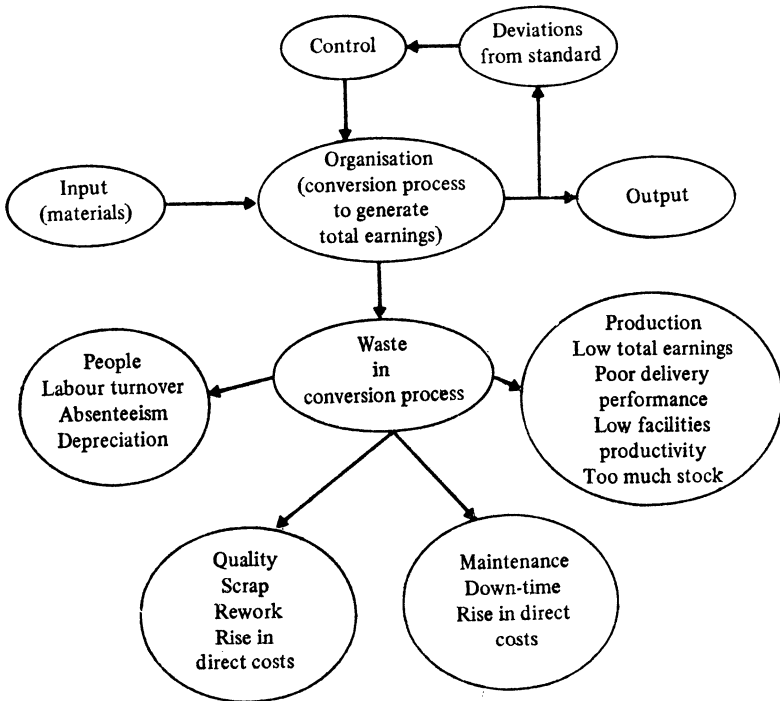 Control
Deviations
from standard
Input
(materials)
Organisation
(conversion process
to generate
total earnings)
Output
People
Labour turnover
Absenteeism
Depreciation
Waste
in
conversion process
Production
Low total earnings
Poor delivery
performance
Low facilities
productivity
Too much stock
Quality
Scrap
Rework
Rise in
direct costs
Maintenance
Down-time
Rise in direct
costs